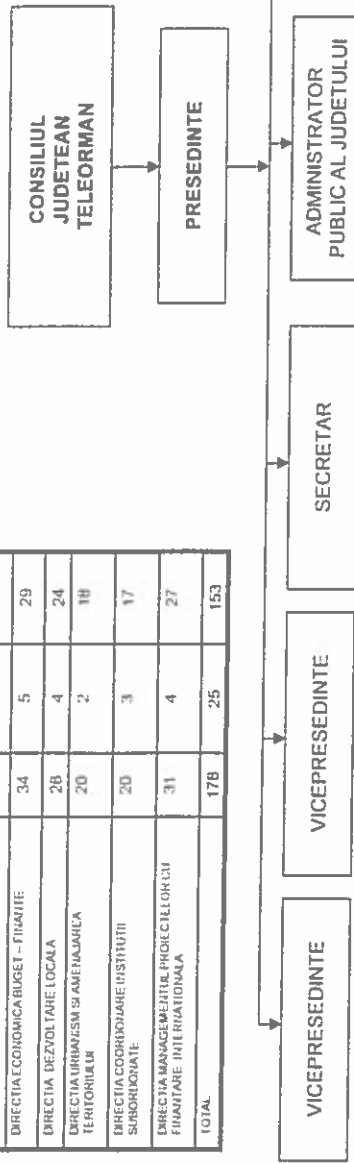 DIRECTIA ECONOMICA BUGET – FINANTE 34 5 29
DIRECTIA DEZVOLTARE LOCALA 28 4 24
DIRECTIA URBANISM SI AMENAJAREA
TERITORIULUI 20 2 18
DIRECTIA COORDONARE INSTITUTII
SUBORDONATE 20 3 17
DIRECTIA MANAGEMENTUL PROIECTELOR CU
FINANTARE INTERNATIONALA 31 4 27
TOTAL 178 25 153
CONSILIUL
JUDETEAN
TELEORMAN
PRESEDINTE
VICEPRESEDINTE
VICEPRESEDINTE
SECRETAR
ADMINISTRATOR
PUBLIC AL JUDETULUI